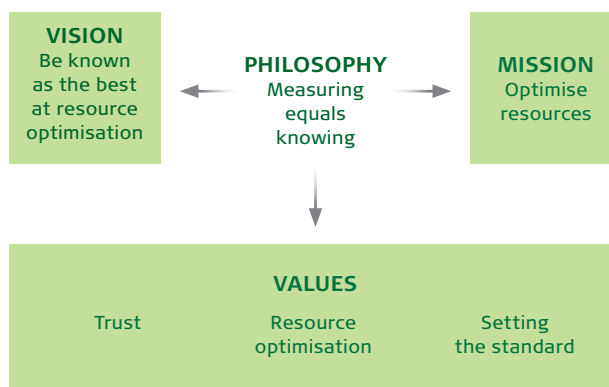 VISION
Be known
as the best
at resource
optimisation
PHILOSOPHY
Measuring
equals
knowing
MISSION
Optimise
resources
VALUES
Trust
Resource
optimisation
Setting
the standard